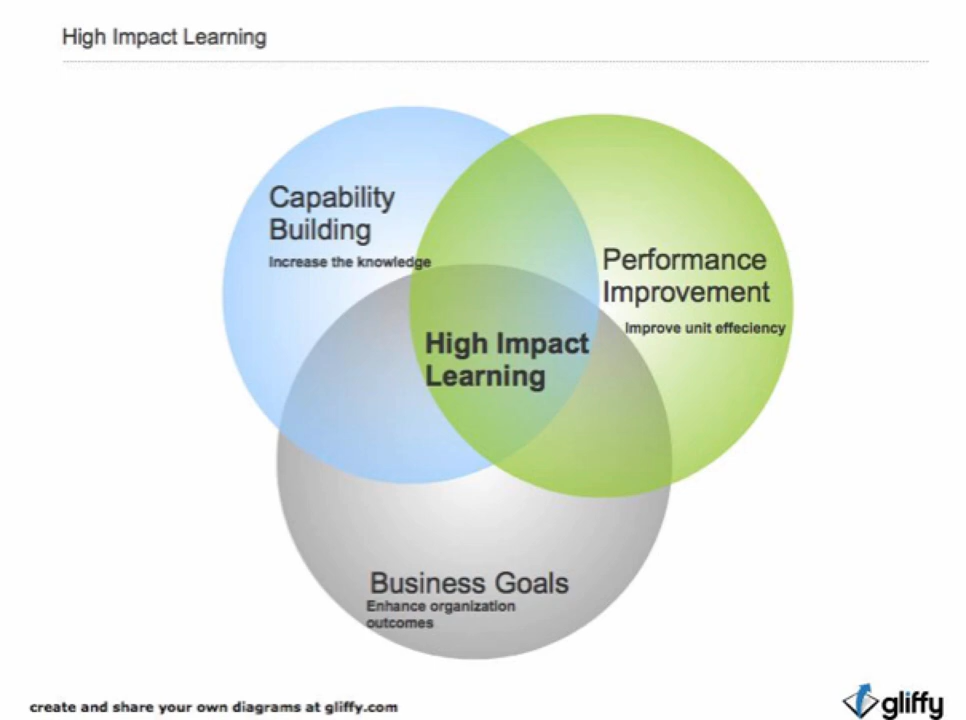 High Impact Learning
Capability
Building
Increase the knowledge
Performance
Improvement
Improve unit effeciency
High Impact
Learning
Business Goals
Enhance organization
outcomes
create and share your own diagrams at gliffy.com
gliffy